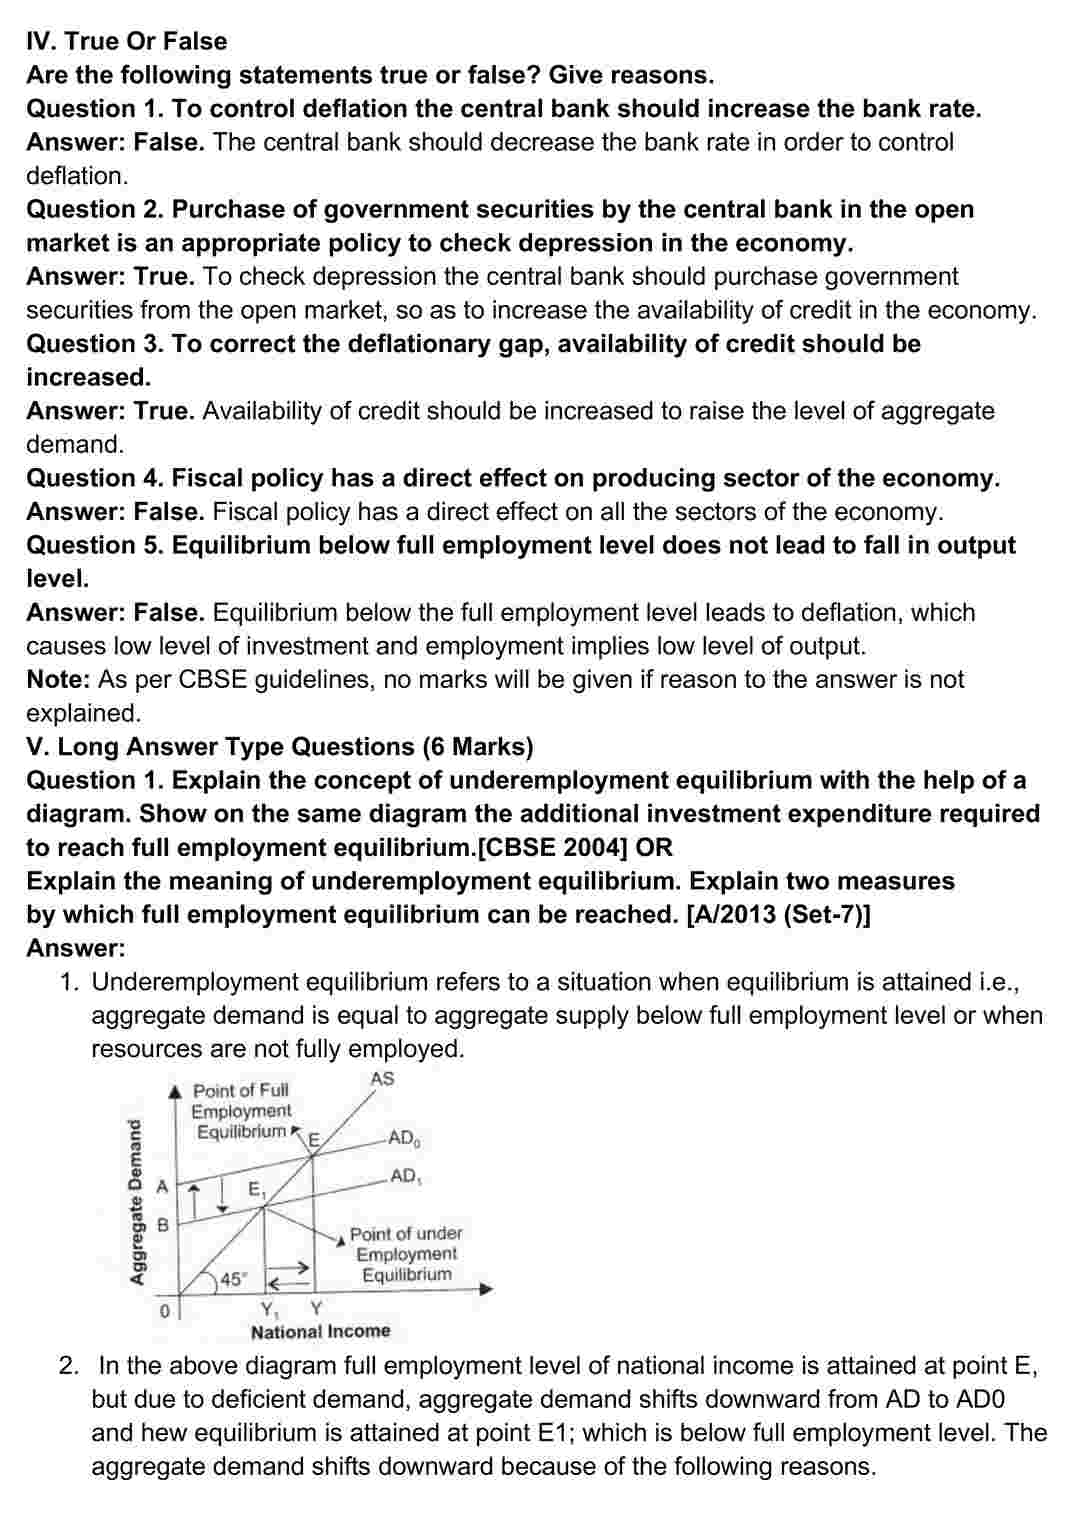 IV. True Or False
Are the following statements true or false? Give reasons.
Question 1. To control deflation the central bank should increase the bank rate.
Answer: False. The central bank should decrease the bank rate in order to control
deflation.
Question 2. Purchase of government securities by the central bank in the open
market is an appropriate policy to check depression in the economy.
Answer: True. To check depression the central bank should purchase government
securities from the open market, so as to increase the availability of credit in the economy.
Question 3. To correct the deflationary gap, availability of credit should be
increased.
Answer: True. Availability of credit should be increased to raise the level of aggregate
demand.
Question 4. Fiscal policy has a direct effect on producing sector of the economy.
Answer: False. Fiscal policy has a direct effect on all the sectors of the economy.
Question 5. Equilibrium below full employment level does not lead to fall in output
level.
Answer: False. Equilibrium below the full employment level leads to deflation, which
causes low level of investment and employment implies low level of output.
Note: As per CBSE guidelines, no marks will be given if reason to the answer is not
explained.
V. Long Answer Type Questions (6 Marks)
Question 1. Explain the concept of underemployment equilibrium with the help of a
diagram. Show on the same diagram the additional investment expenditure required
to reach full employment equilibrium.[CBSE 2004] OR
Explain the meaning of underemployment equilibrium. Explain two measures
by which full employment equilibrium can be reached. [A/2013 (Set-7)]
Answer:
1. Underemployment equilibrium refers to a situation when equilibrium is attained i.e.,
aggregate demand is equal to aggregate supply below full employment level or when
resources are not fully employed.
AS
Point of Full
Employment
Equilibrium
E
AD₀
AD₁
A
E₁
B
Aggregate Demand
Point of under
Employment
Equilibrium
45°
0
Y₁ Y
National Income
2. In the above diagram full employment level of national income is attained at point E,
but due to deficient demand, aggregate demand shifts downward from AD to AD0
and hew equilibrium is attained at point E1; which is below full employment level. The
aggregate demand shifts downward because of the following reasons.